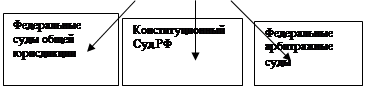 Федеральные
суды общей
юрисдикции
Конституционный
Суд РФ
Федеральные
арбитражные
суды